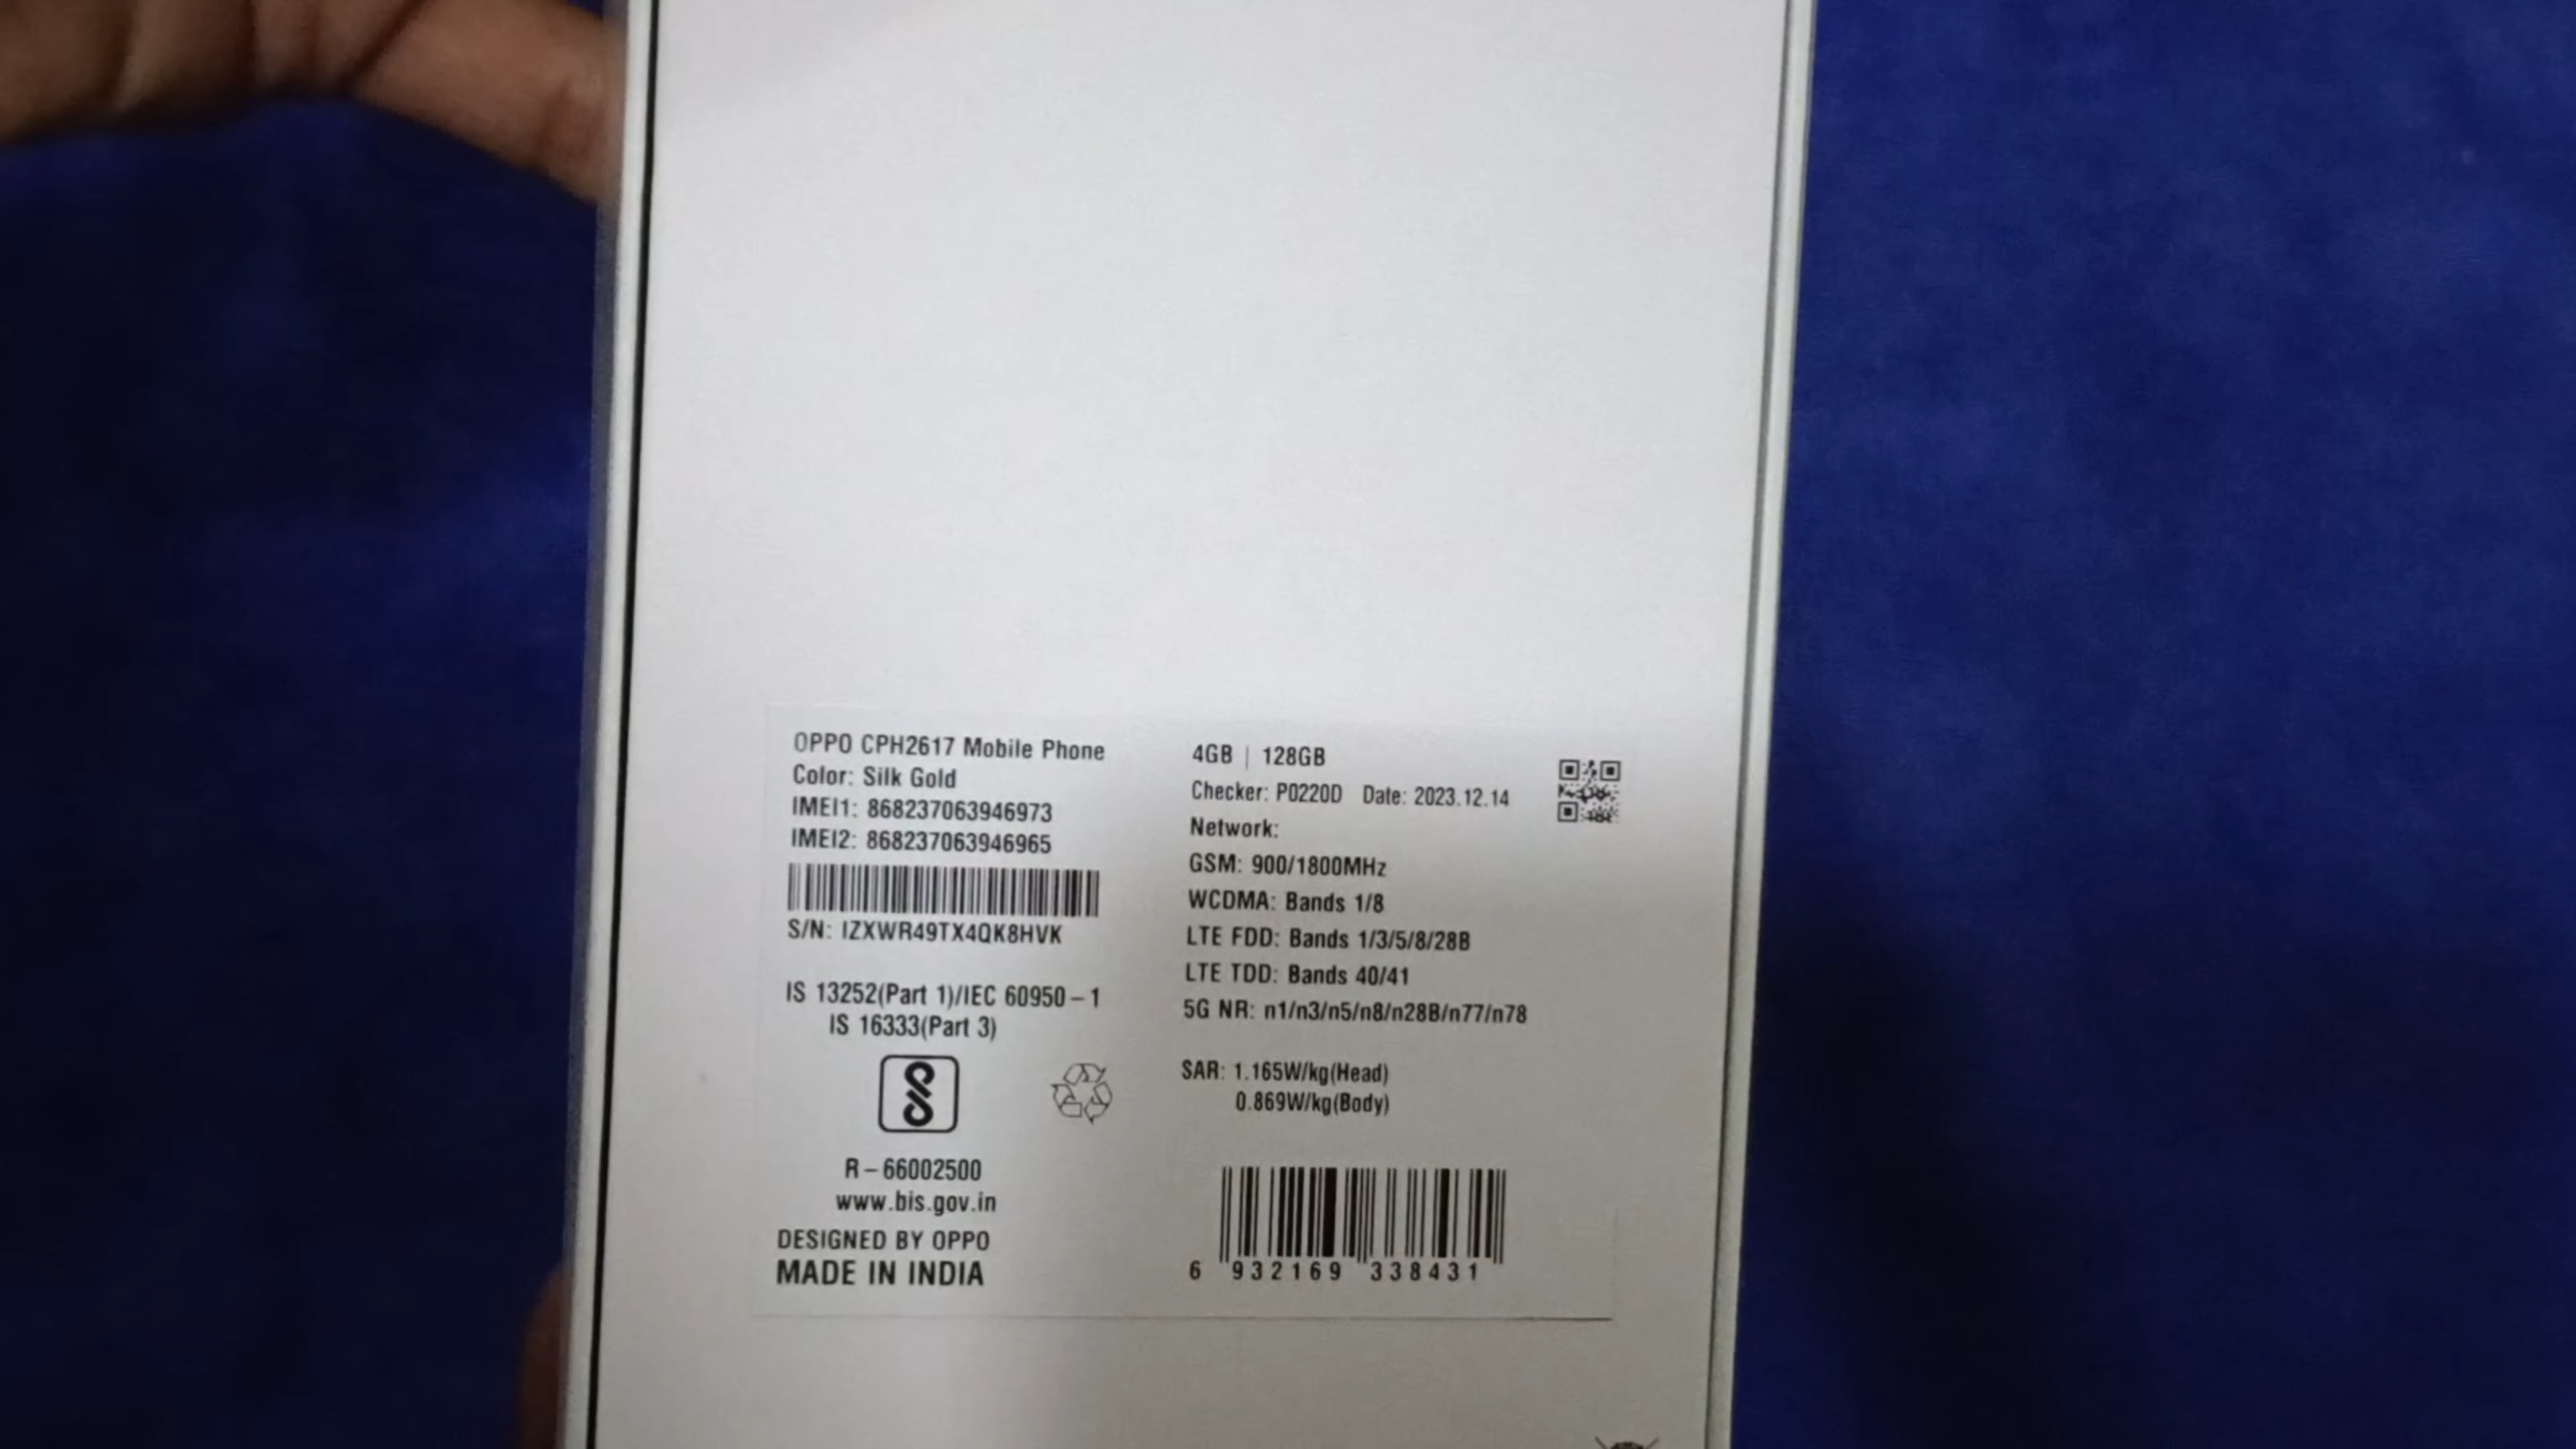 OPPO CPH2617 Mobile Phone
Color: Silk Gold
IMEI1: 868237063946973
IMEI2: 868237063946965
S/N: IZXWR49TX4QK8HVK
IS 13252(Part 1)/IEC 60950-1
IS 16333(Part 3)
R-66002500
www.bis.gov.in
DESIGNED BY OPPO
MADE IN INDIA
4GB | 128GB
Checker: P0220D Date: 2023.12.14
Network:
GSM: 900/1800MHz
WCDMA: Bands 1/8
LTE FDD: Bands 1/3/5/8/28B
LTE TDD: Bands 40/41
5G NR: n1/n3/n5/n8/n28B/n77/n78
SAR: 1.165W/kg(Head)
0.869W/kg(Body)
6 932169 338431